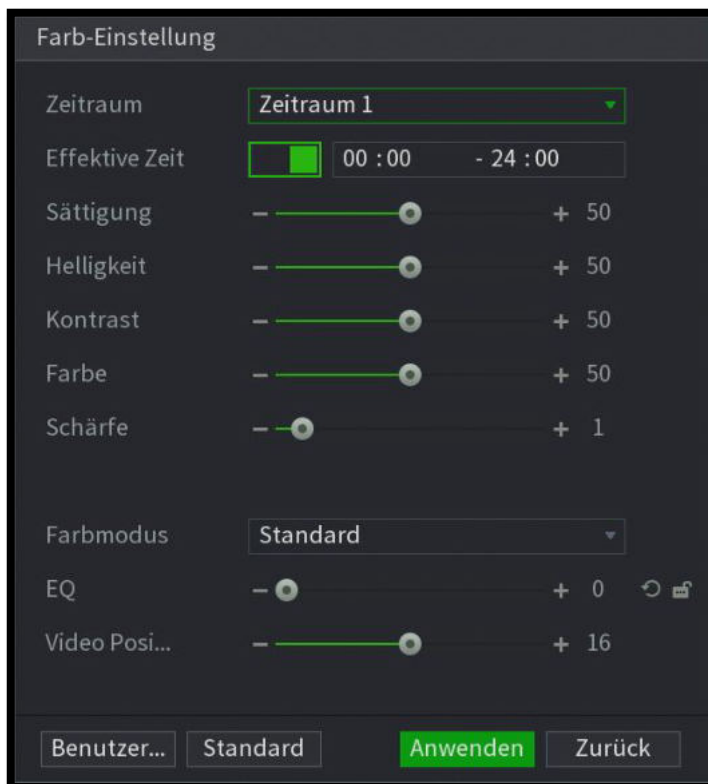 Farb-Einstellung
Zeitraum Zeitraum 1
Effektive Zeit 00 : 00 - 24 : 00
Sättigung − + 50
Helligkeit − + 50
Kontrast − + 50
Farbe − + 50
Schärfe − + 1
Farbmodus Standard
EQ − + 0
Video Posi... − + 16
Benutzer... Standard Anwenden Zurück